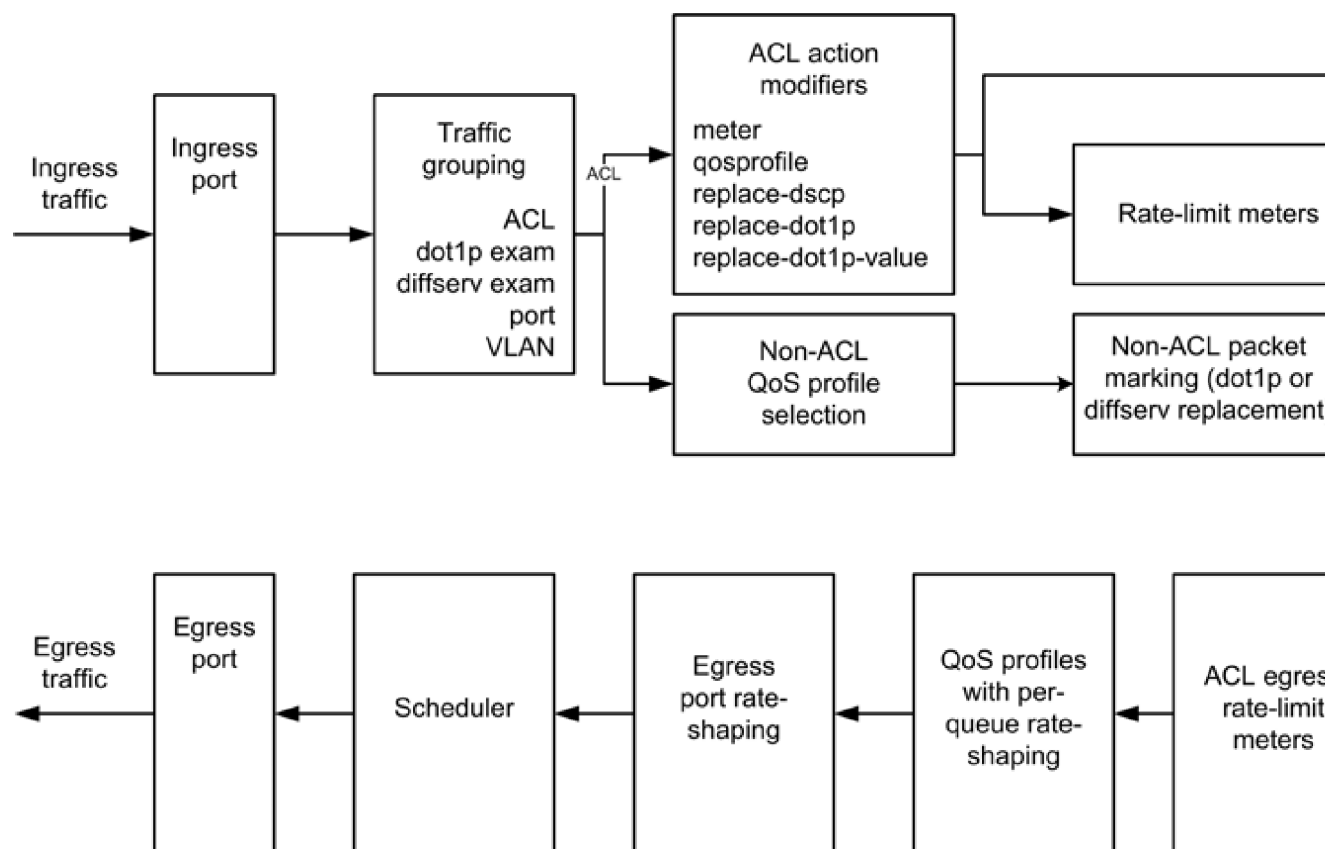 Ingress
traffic
Ingress
port
Traffic
grouping
ACL
dot1p exam
diffserv exam
port
VLAN
ACL
ACL action
modifiers
meter
qosprofile
replace-dscp
replace-dot1p
replace-dot1p-value
Rate-limit meters
Non-ACL
QoS profile
selection
Non-ACL packet
marking (dot1p or
diffserv replacement
Egress
traffic
Egress
port
Scheduler
Egress
port rate-
shaping
QoS profiles
with per-
queue rate-
shaping
ACL egres
rate-limit
meters